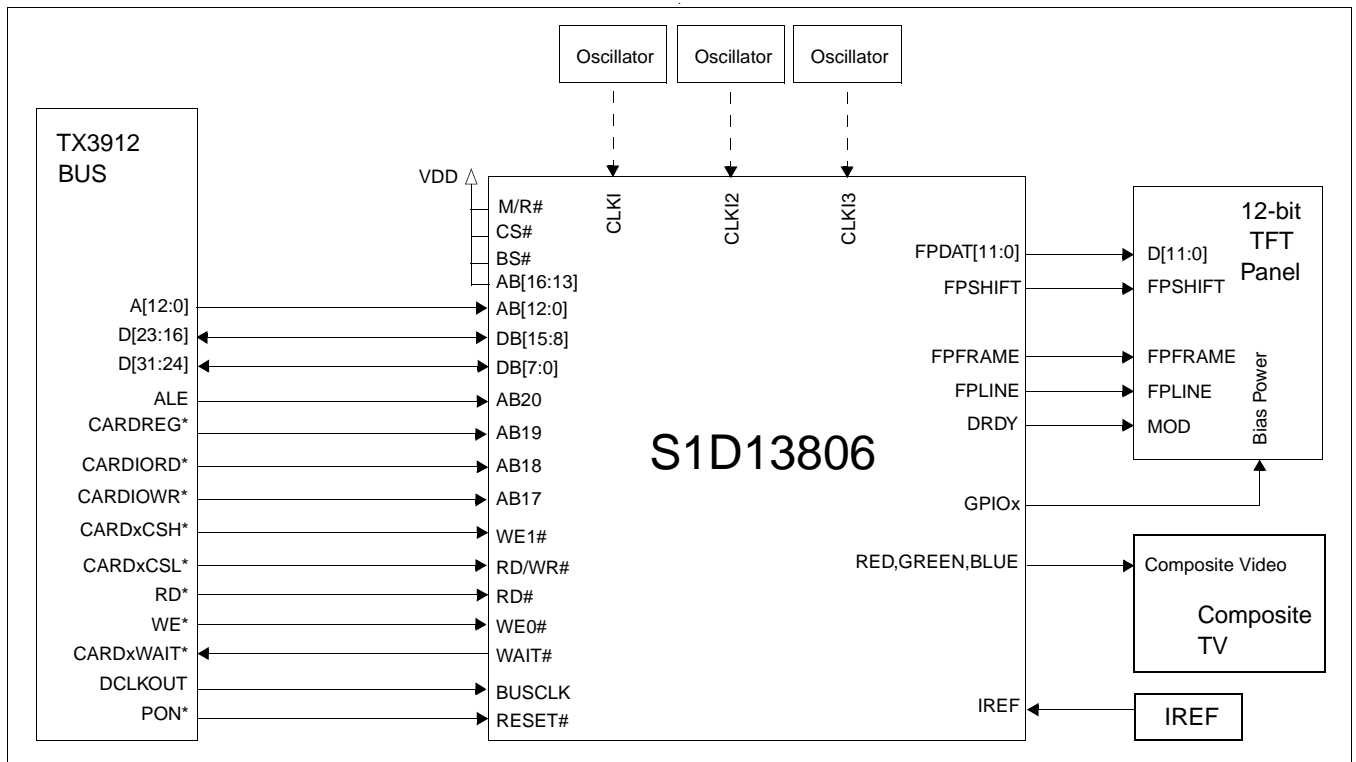 Oscillator
Oscillator
Oscillator
TX3912
BUS
VDD
CLKI
CLKI2
CLKI3
M/R#
CS#
BS#
AB[16:13]
A[12:0]
AB[12:0]
D[23:16]
DB[15:8]
D[31:24]
DB[7:0]
ALE
AB20
CARDREG*
AB19
CARDIORD*
AB18
CARDIOWR*
AB17
CARDxCSH*
WE1#
CARDxCSL*
RD/WR#
RD*
RD#
WE*
WE0#
CARDxWAIT*
WAIT#
DCLKOUT
BUSCLK
PON*
RESET#
S1D13806
FPDAT[11:0]
FPSHIFT
FPFRAME
FPLINE
DRDY
GPIOx
RED,GREEN,BLUE
IREF
12-bit
TFT
Panel
D[11:0]
FPSHIFT
FPFRAME
FPLINE
MOD
Bias Power
Composite Video
Composite
TV
IREF